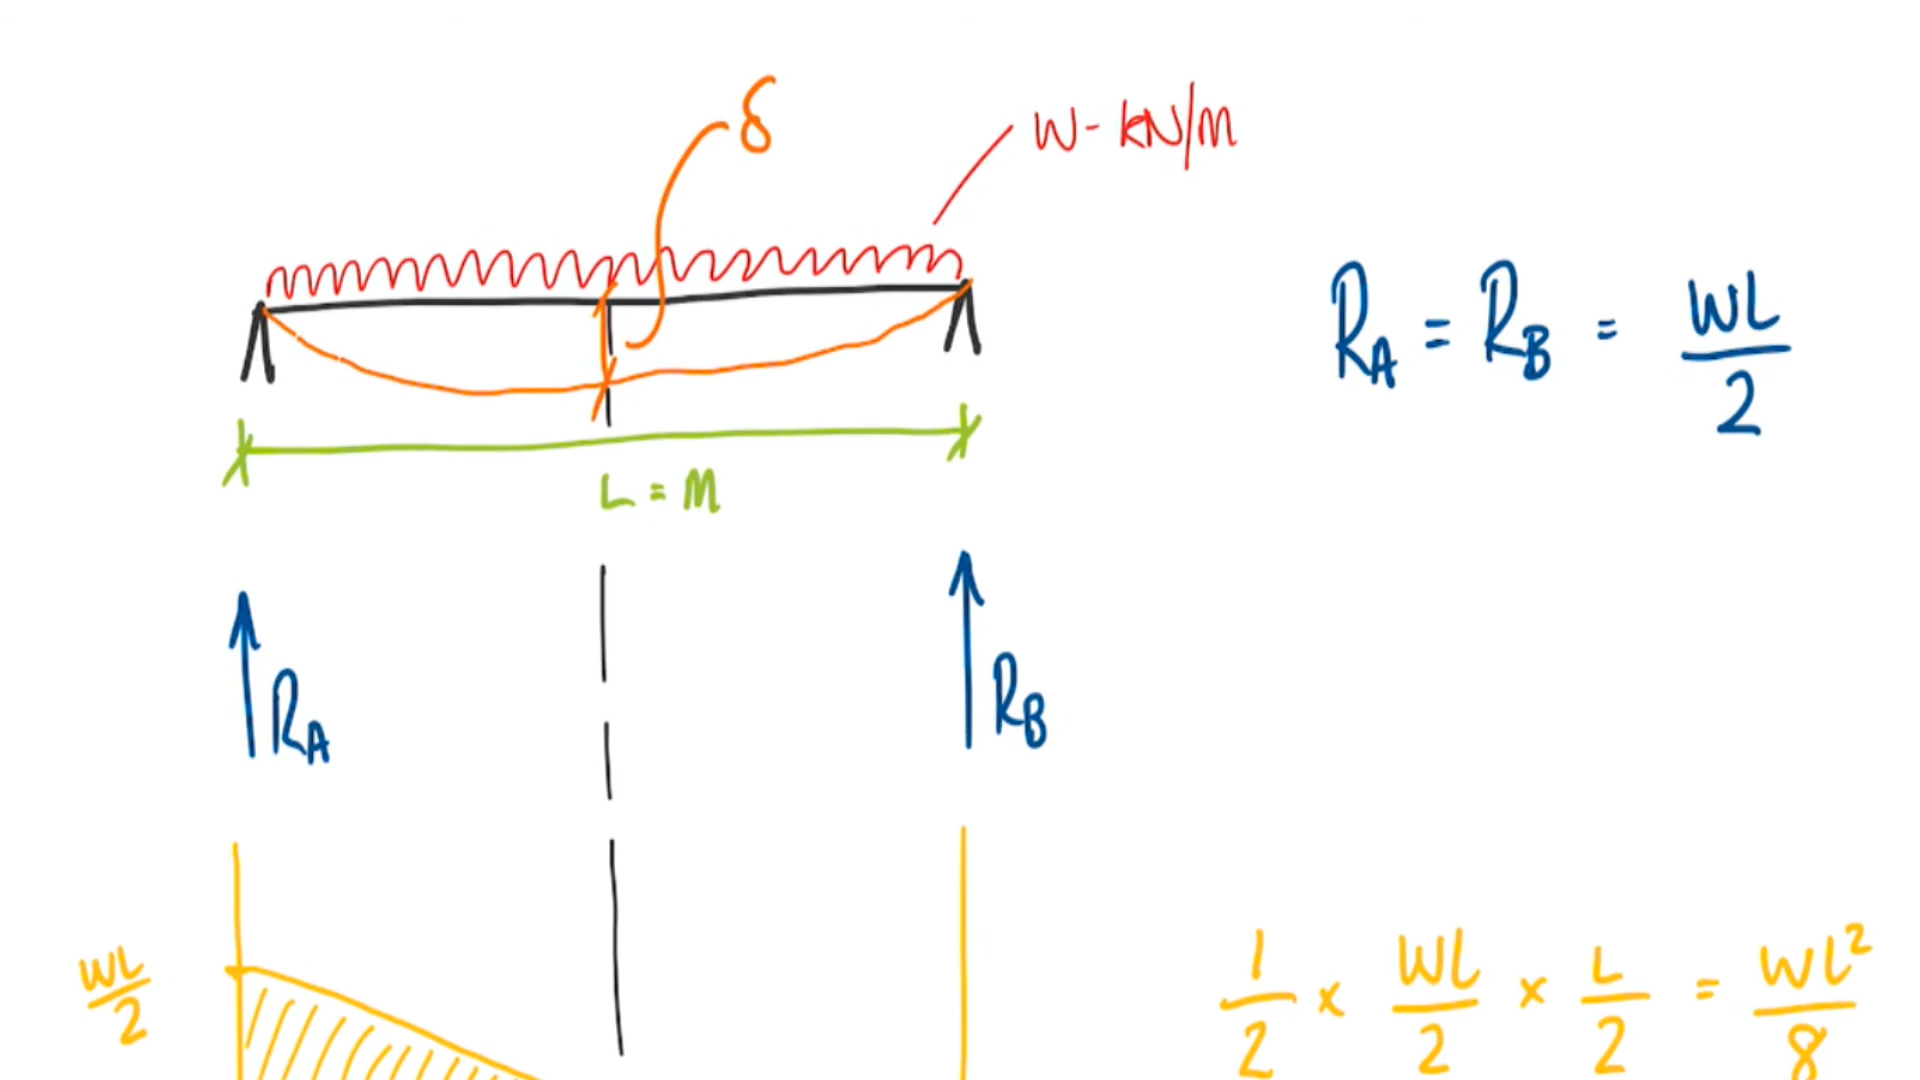 δ
W - kN/m
R_A = R_B = WL/2
L = M
R_A
R_B
WL/2
1/2 × WL/2 × L/2 = WL²/8